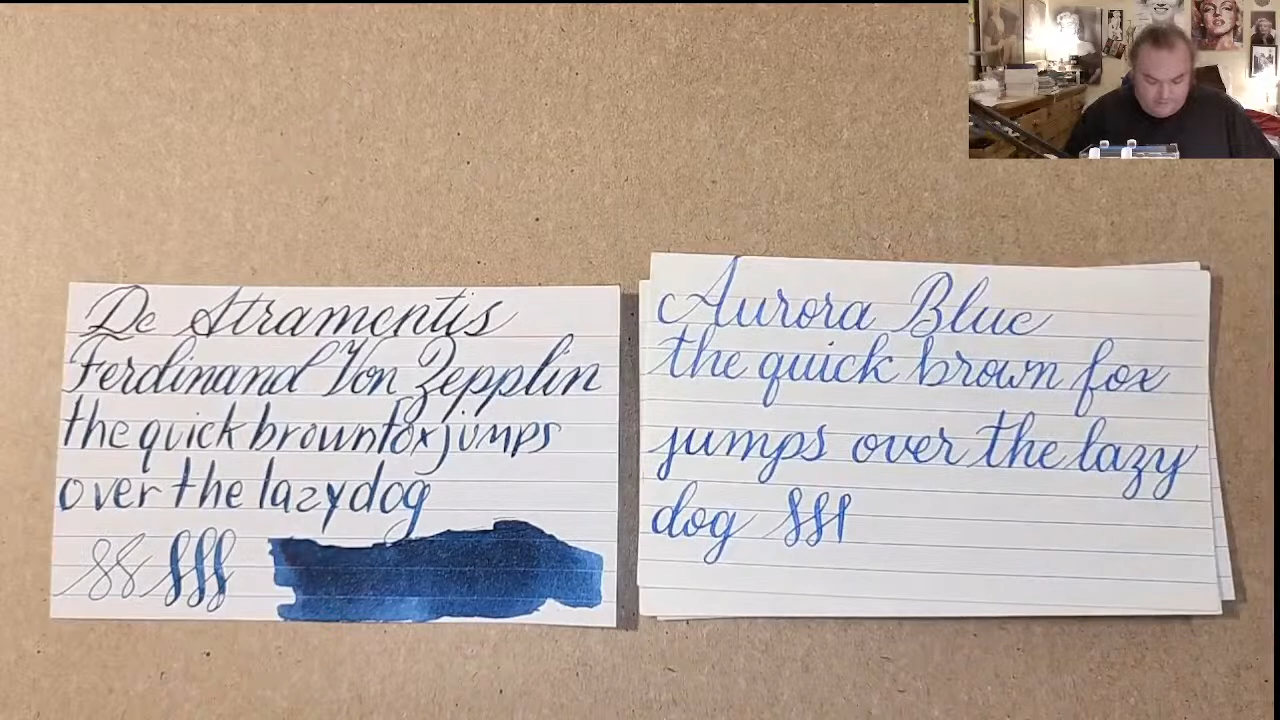 De Atramentis
Ferdinand Von Zepplin
the quick brown fox jumps
over the lazy dog
Aurora Blue
the quick brown fox
jumps over the lazy
dog